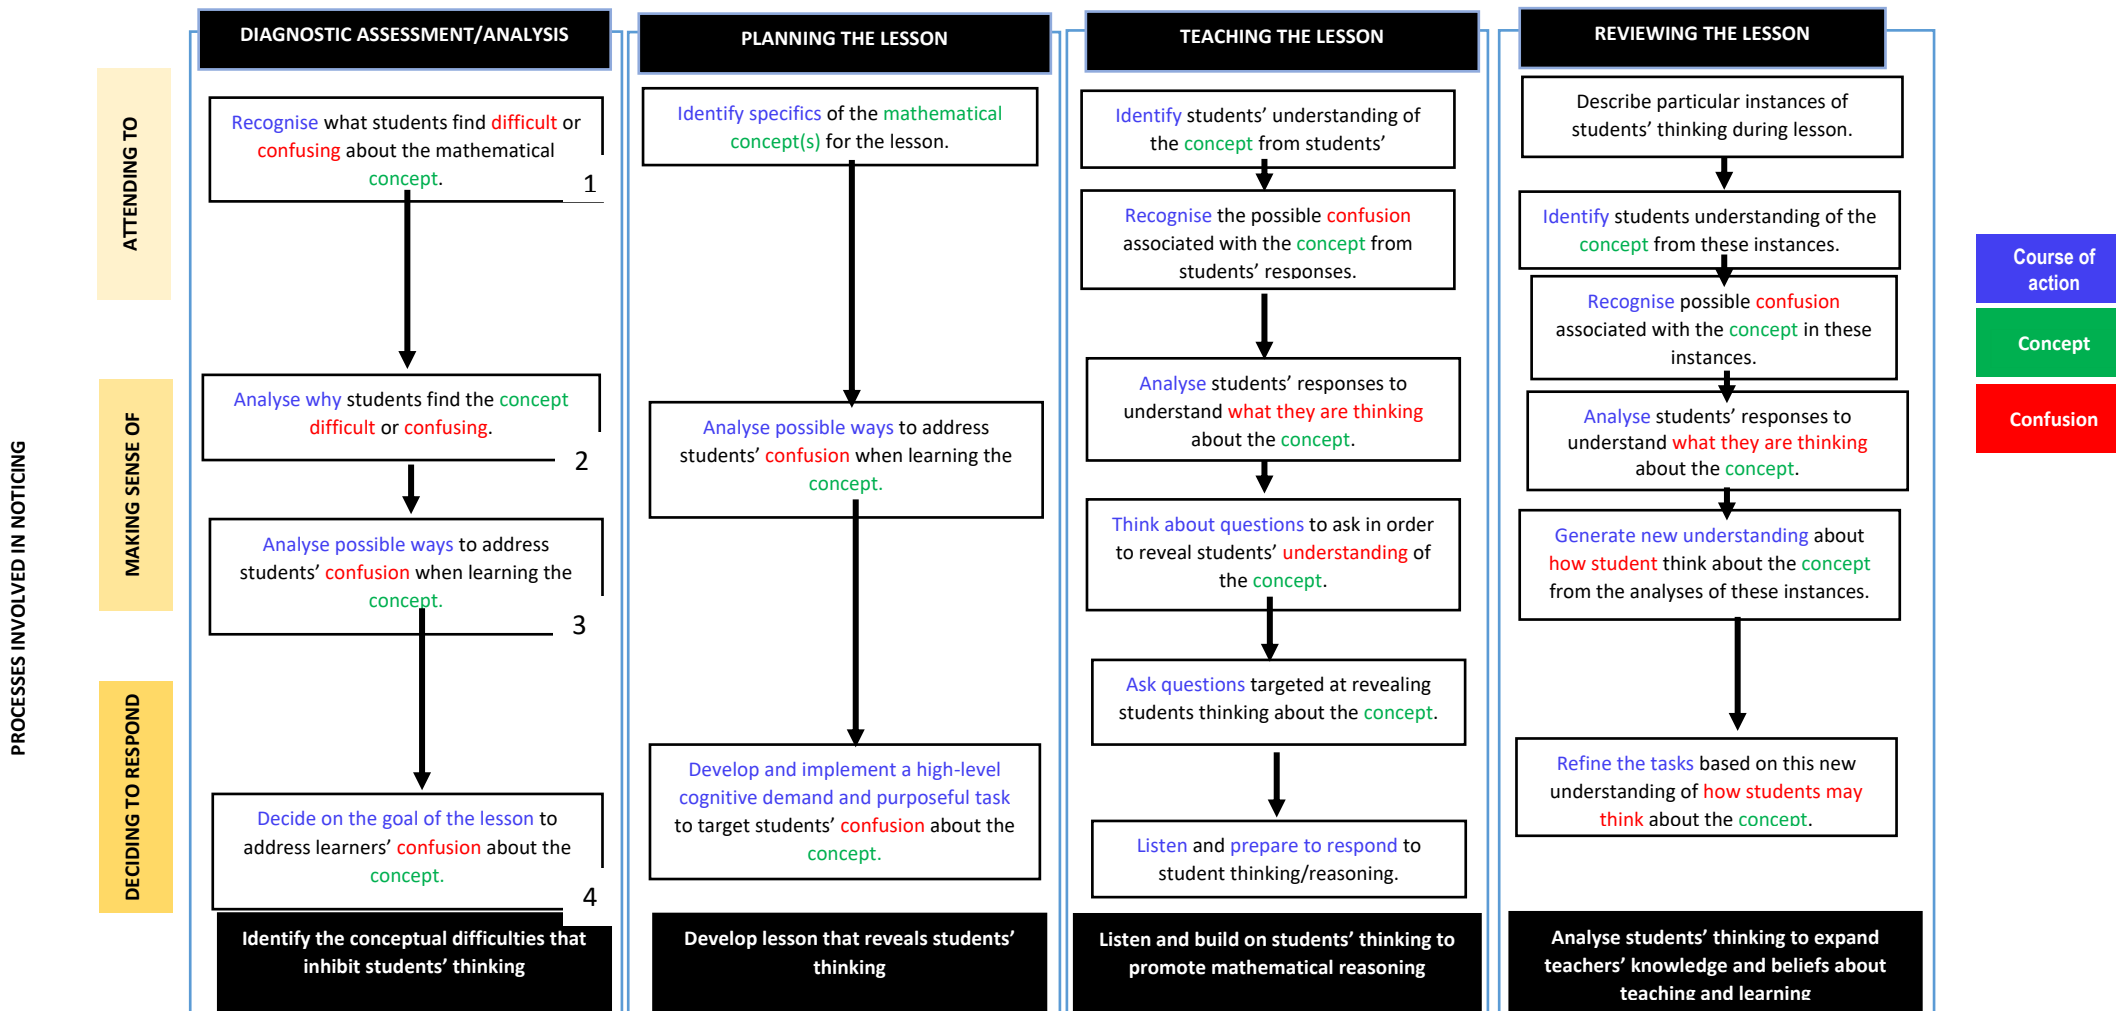 DIAGNOSTIC ASSESSMENT/ANALYSIS
PLANNING THE LESSON
TEACHING THE LESSON
REVIEWING THE LESSON
PROCESSES INVOLVED IN NOTICING
ATTENDING TO
MAKING SENSE OF
DECIDING TO RESPOND
Recognise what students find difficult or
confusing about the mathematical
concept.
1
Analyse why students find the concept
difficult or confusing.
2
Analyse possible ways to address
students’ confusion when learning the
concept.
3
Decide on the goal of the lesson to
address learners’ confusion about the
concept.
4
Identify the conceptual difficulties that
inhibit students’ thinking
Identify specifics of the mathematical
concept(s) for the lesson.
Analyse possible ways to address
students’ confusion when learning the
concept.
Develop and implement a high-level
cognitive demand and purposeful task
to target students’ confusion about the
concept.
Develop lesson that reveals students’
thinking
Identify students’ understanding of
the concept from students’
Recognise the possible confusion
associated with the concept from
students’ responses.
Analyse students’ responses to
understand what they are thinking
about the concept.
Think about questions to ask in order
to reveal students’ understanding of
the concept.
Ask questions targeted at revealing
students thinking about the concept.
Listen and prepare to respond to
student thinking/reasoning.
Listen and build on students’ thinking to
promote mathematical reasoning
Describe particular instances of
students’ thinking during lesson.
Identify students understanding of the
concept from these instances.
Recognise possible confusion
associated with the concept in these
instances.
Analyse students’ responses to
understand what they are thinking
about the concept.
Generate new understanding about
how student think about the concept
from the analyses of these instances.
Refine the tasks based on this new
understanding of how students may
think about the concept.
Analyse students’ thinking to expand
teachers’ knowledge and beliefs about
teaching and learning
Course of
action
Concept
Confusion